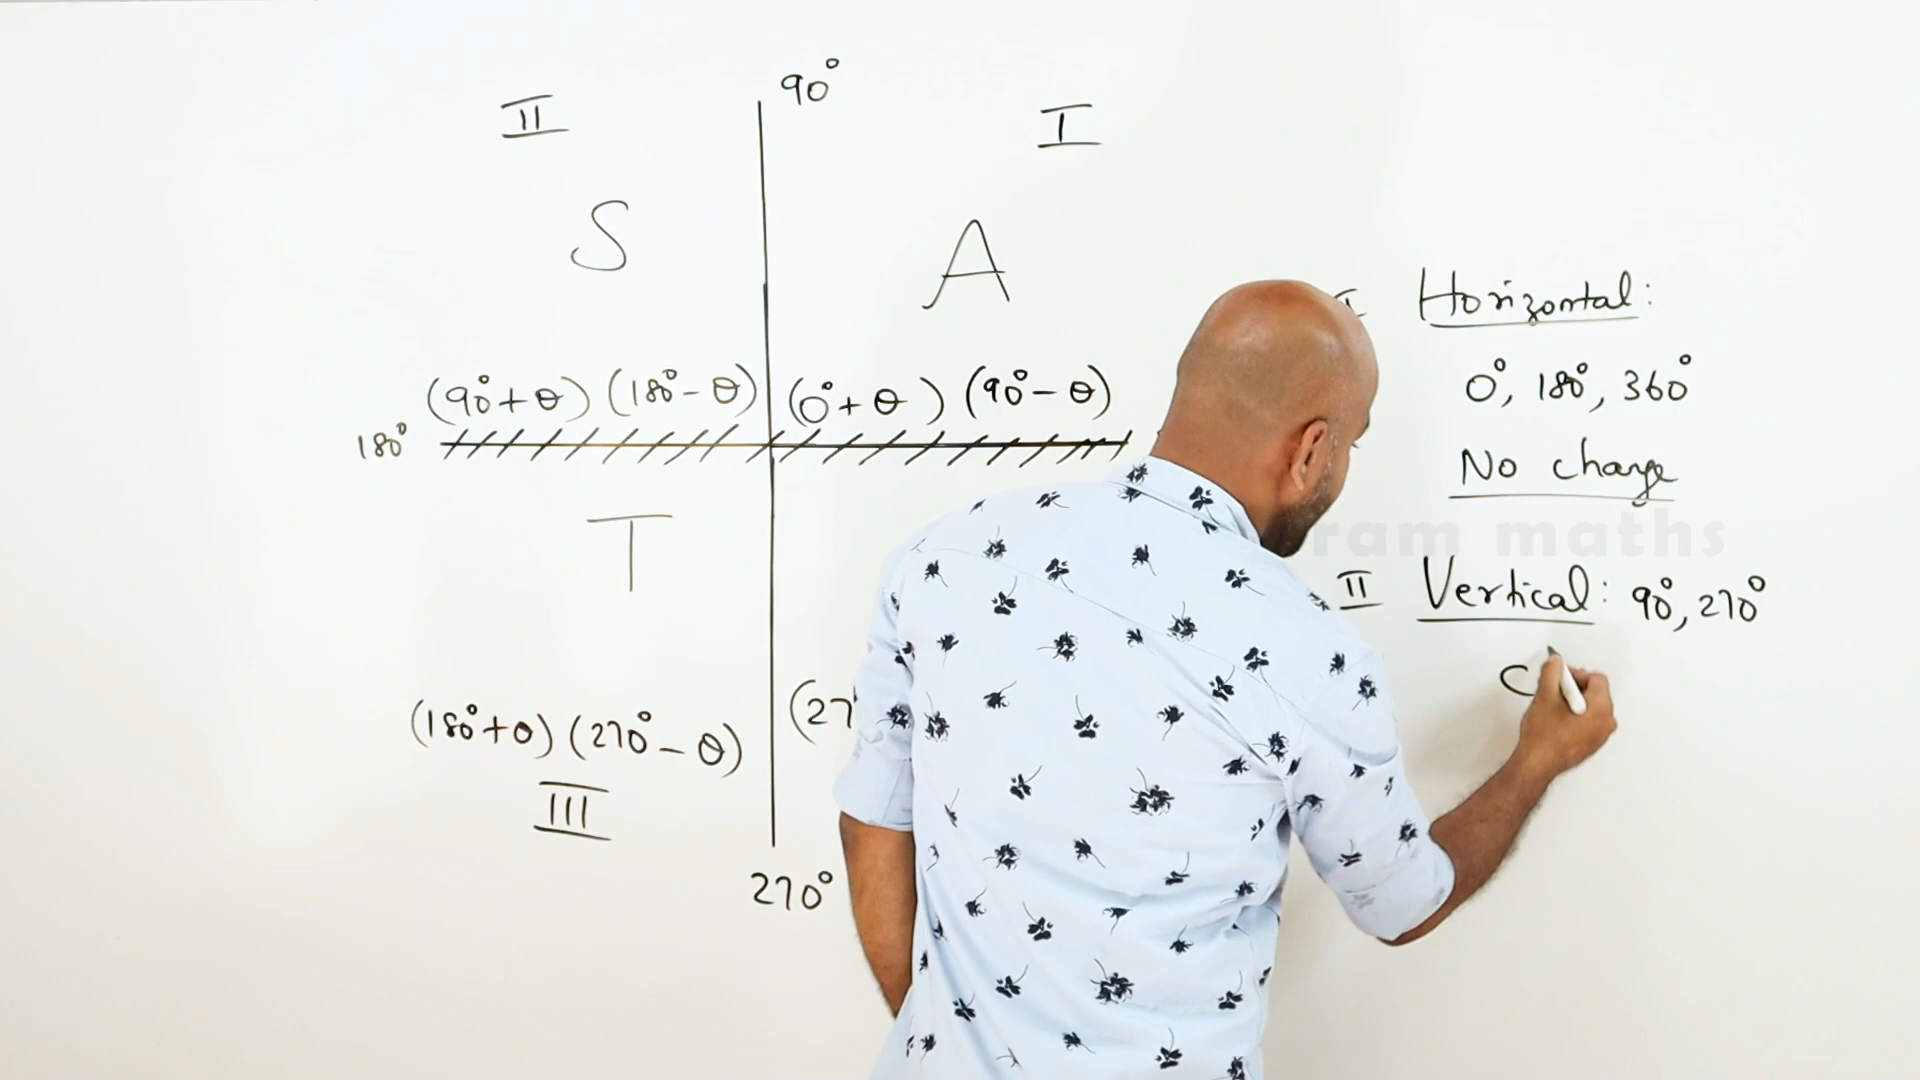 90°
II
I
S
A
(90°+θ) (180°-θ) (0°+θ) (90°-θ)
180°
T
(180°+θ) (270°-θ)
(27
III
270°
I Horizontal:
0°, 180°, 360°
No change
ram maths
II Vertical: 90°, 270°
C